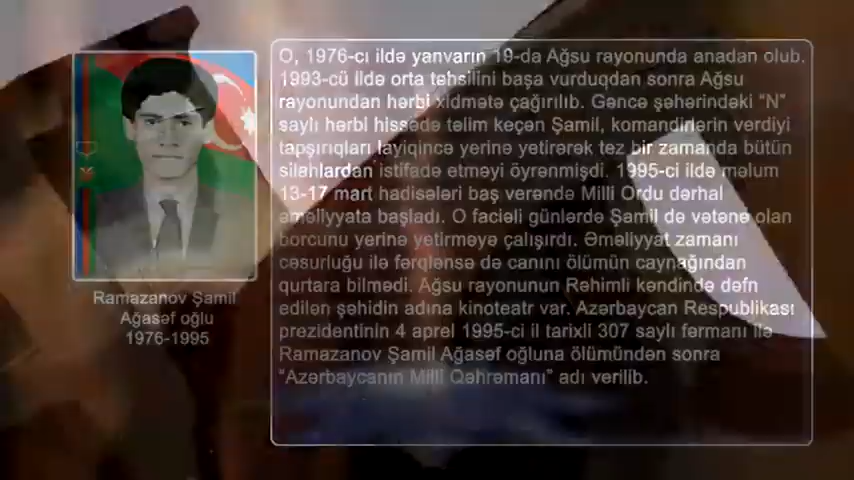 O, 1976-cı ildə yanvarın 19-da Ağsu rayonunda anadan olub.
1993-cü ildə orta təhsilini başa vurduqdan sonra Ağsu
rayonundan hərbi xidmətə çağırılıb. Gəncə şəhərindəki “N”
saylı hərbi hissədə təlim keçən Şamil, komandirlərin verdiyi
tapşırıqları layiqincə yerinə yetirərək tez bir zamanda bütün
silahlardan istifadə etməyi öyrənmişdi. 1995-ci ildə məlum
13-17 mart hadisələri baş verəndə Milli Ordu dərhal
əməliyyata başladı. O faciəli günlərdə Şamil də vətənə olan
borcunu yerinə yetirməyə çalışırdı. Əməliyyat zamanı
cəsurluğu ilə fərqlənsə də canını ölümün caynağından
qurtara bilmədi. Ağsu rayonunun Rəhimli kəndində dəfn
edilən şəhidin adına kinoteatr var. Azərbaycan Respublikası
prezidentinin 4 aprel 1995-ci il tarixli 307 saylı fərmanı ilə
Ramazanov Şamil Ağasəf oğluna ölümündən sonra
“Azərbaycanın Milli Qəhrəmanı” adı verilib.
Ramazanov Şamil
Ağasəf oğlu
1976-1995